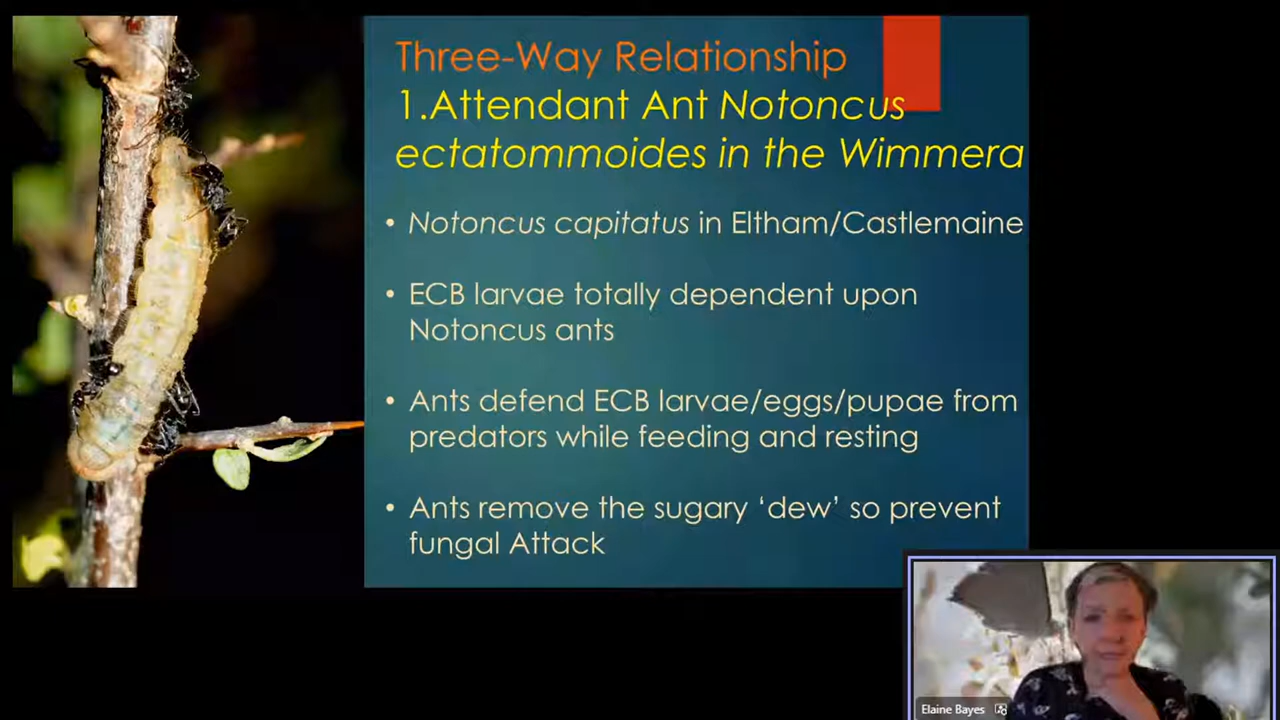 Three-Way Relationship
1.Attendant Ant Notoncus
ectatommoides in the Wimmera
• Notoncus capitatus in Eltham/Castlemaine
• ECB larvae totally dependent upon
Notoncus ants
• Ants defend ECB larvae/eggs/pupae from
predators while feeding and resting
• Ants remove the sugary ‘dew’ so prevent
fungal Attack
Elaine Bayes